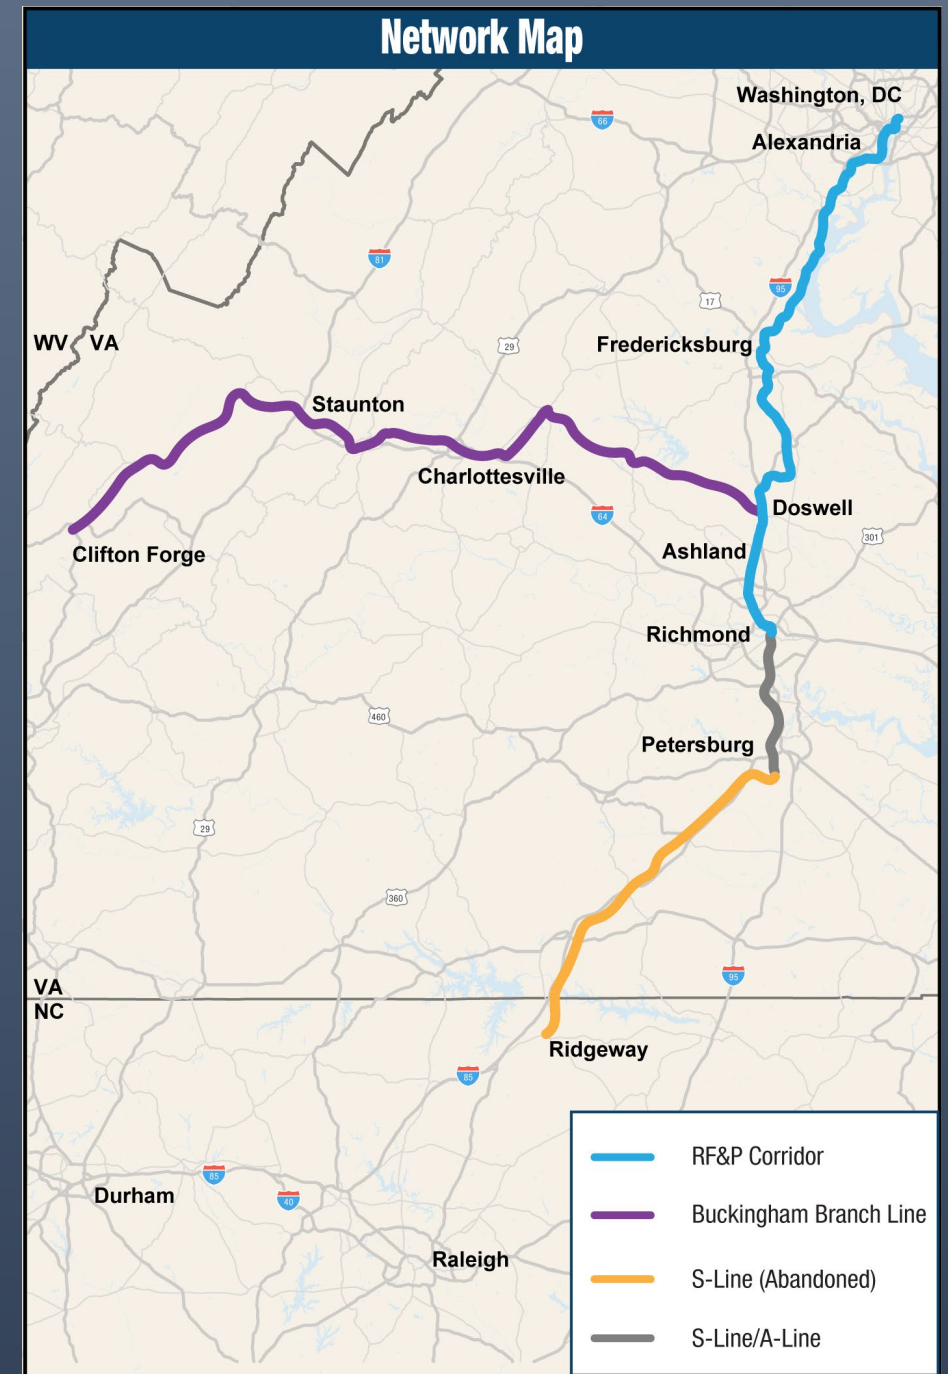 Network Map
Washington, DC
66
Alexandria
81
95
17
WV VA
Fredericksburg
29
Staunton
Charlottesville
Doswell
64
301
Ashland
Clifton Forge
Richmond
460
Petersburg
29
360
95
VA
NC
Ridgeway
85
RF&P Corridor
85
Durham
40
Buckingham Branch Line
Raleigh
S-Line (Abandoned)
S-Line/A-Line